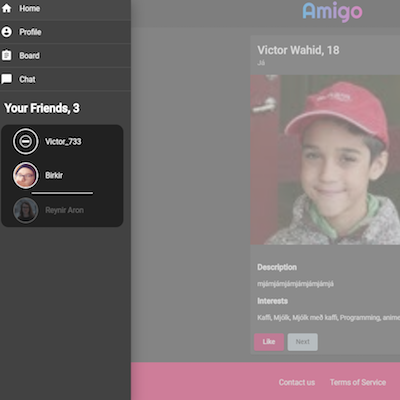 Home
Profile
Board
Chat
Your Friends, 3
Victor_733
Birkir
Reynir Aron
Amigo
Victor Wahid, 18
Já
Description
mjámjámjámjámjámjámjá
Interests
Kaffi, Mjólk, Mjólk með kaffi, Programming, anime
Like
Next
Contact us
Terms of Service